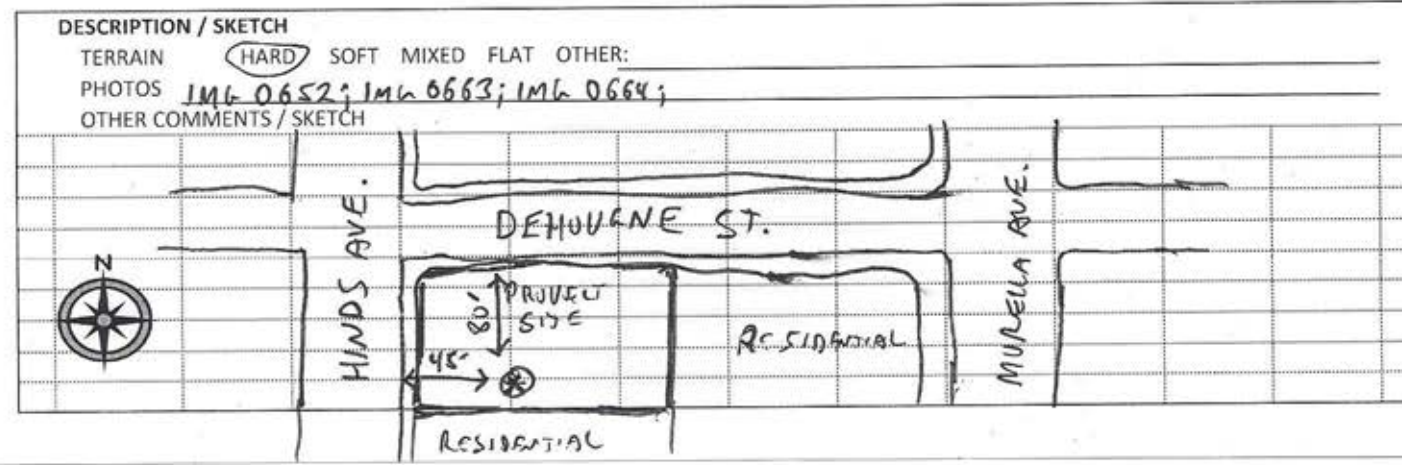 DESCRIPTION / SKETCH
TERRAIN HARD SOFT MIXED FLAT OTHER:
PHOTOS IMG 0652; IMG 0663; IMG 0664;
OTHER COMMENTS / SKETCH
HINDS AVE.
DEHOUGNE ST.
MURELLA AVE.
N
80'
PROJECT
SITE
45'
RESIDENTIAL
RESIDENTIAL